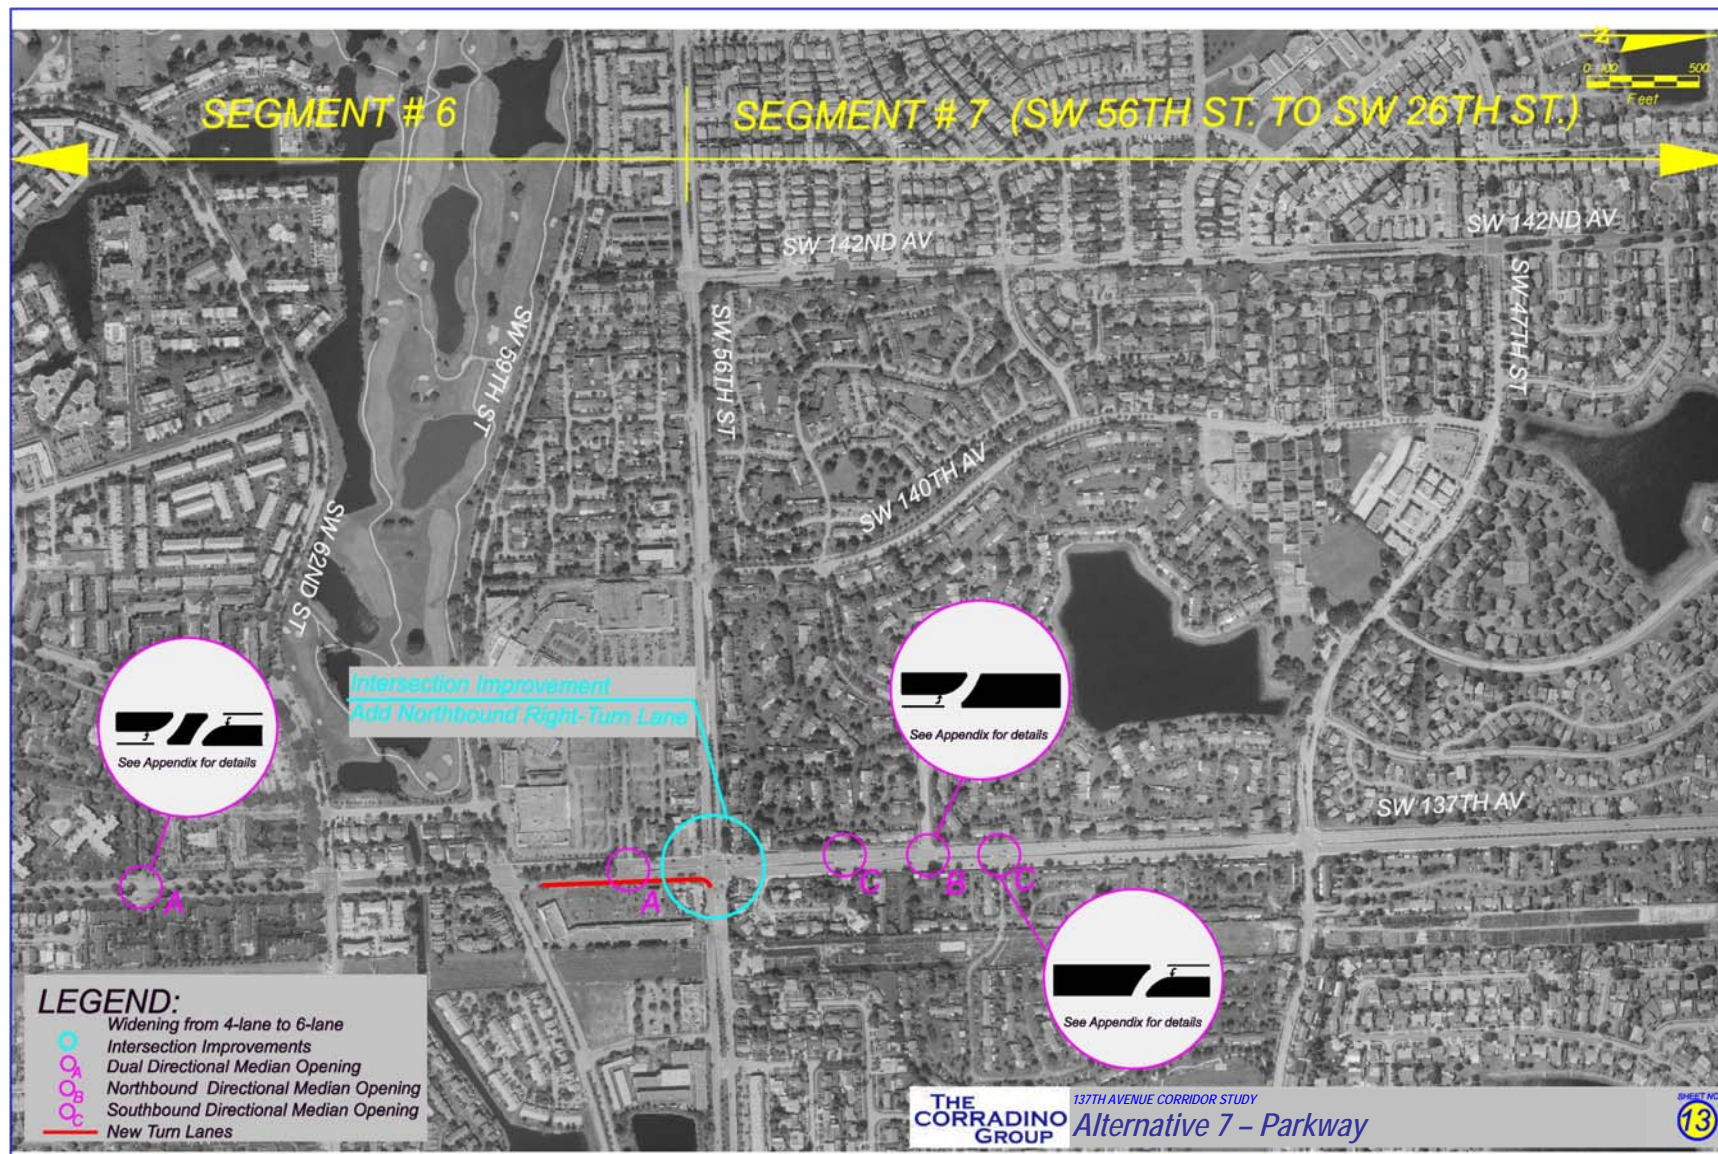 N
0 100 500
Feet
SEGMENT # 6
SEGMENT # 7 (SW 56TH ST. TO SW 26TH ST.)
SW 142ND AV
SW 142ND AV
SW 47TH ST
SW 59TH ST
SW 56TH ST
SW 140TH AV
SW 62ND ST.
Intersection Improvement
Add Northbound Right-Turn Lane
See Appendix for details
See Appendix for details
SW 137TH AV
A
A
C
B
C
See Appendix for details
LEGEND:
Widening from 4-lane to 6-lane
Intersection Improvements
A Dual Directional Median Opening
B Northbound Directional Median Opening
C Southbound Directional Median Opening
New Turn Lanes
THE
CORRADINO
GROUP
137TH AVENUE CORRIDOR STUDY
Alternative 7 – Parkway
SHEET NO
13